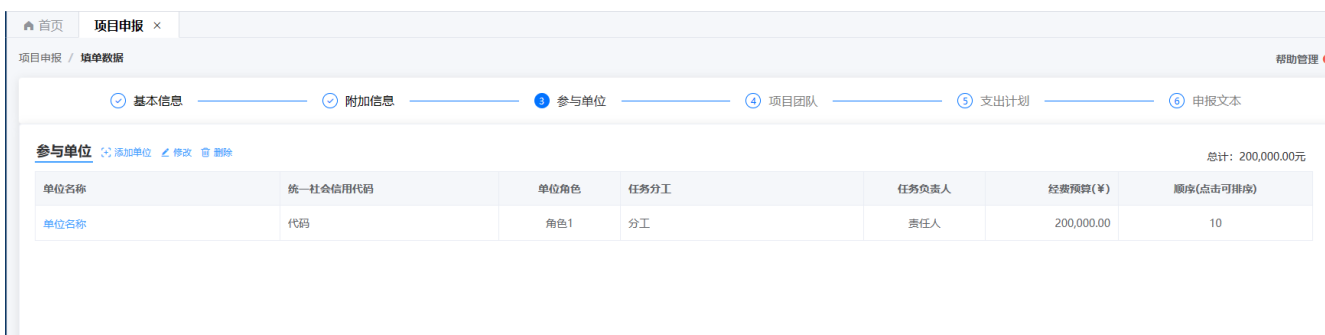 首页 项目申报 ×
项目申报 / 填单数据 帮助管理
基本信息 附加信息 3 参与单位 4 项目团队 5 支出计划 6 申报文本
参与单位 添加单位 修改 删除 总计：200,000.00元
单位名称 统一社会信用代码 单位角色 任务分工 任务负责人 经费预算(¥) 顺序(点击可排序)
单位名称 代码 角色1 分工 责任人 200,000.00 10